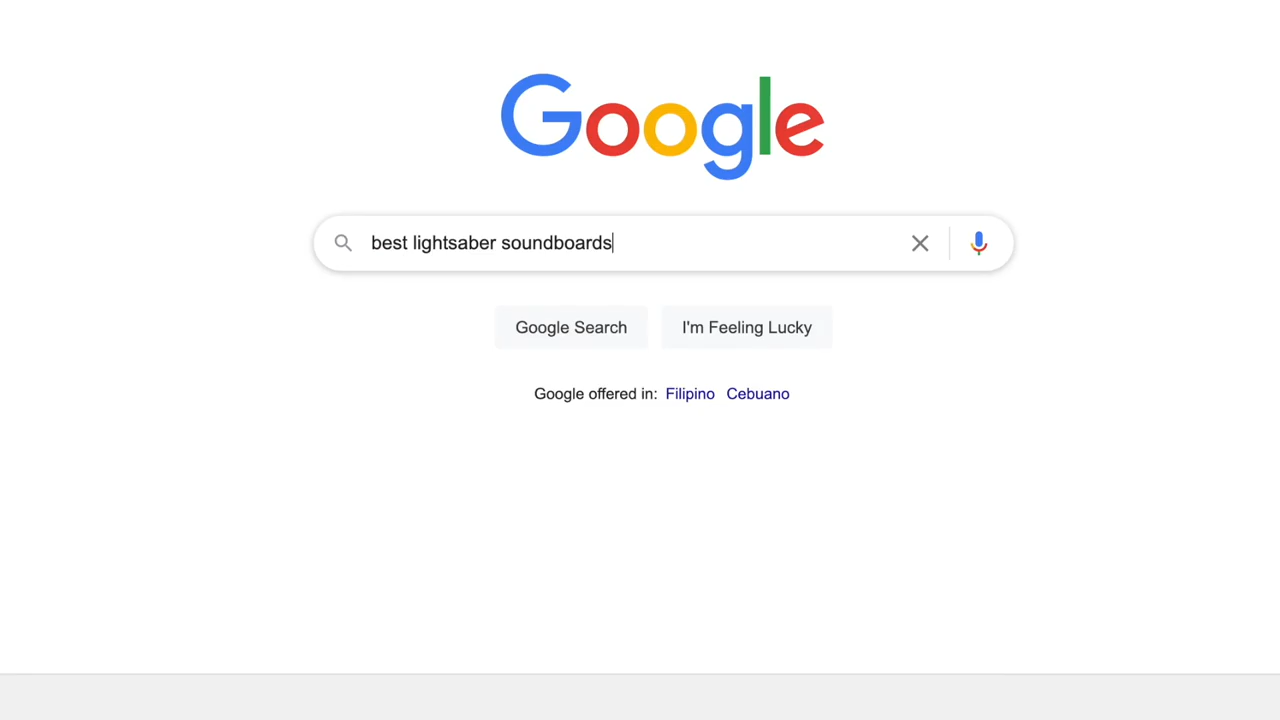 Google
best lightsaber soundboards
Google Search I'm Feeling Lucky
Google offered in: Filipino Cebuano